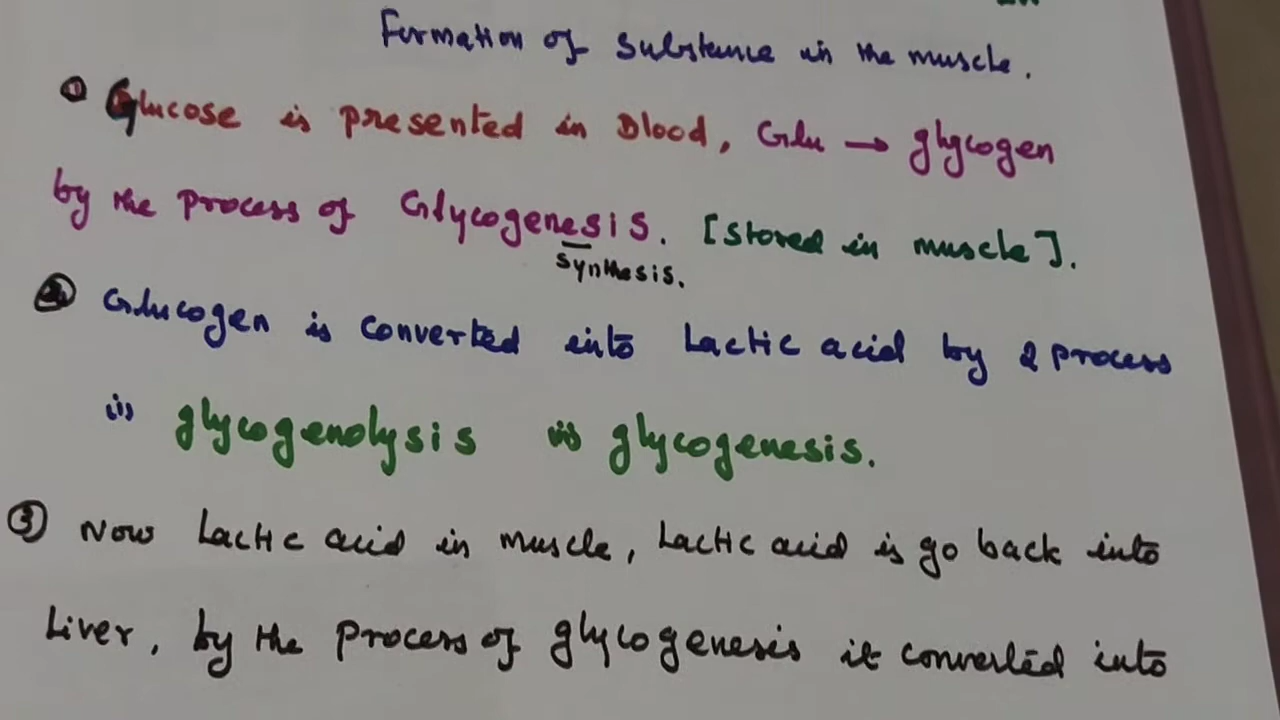 Formation of Substance in the muscle.
① Glucose is presented in Blood, Glu → glycogen
by the process of Glycogenesis. [Stored in muscle].
Synthesis.
② Glucogen is converted into Lactic acid by 2 process
(i) glycogenolysis (ii) glycogenesis.
③ Now Lactic acid in muscle, Lactic acid is go back into
Liver, by the process of glycogenesis it converted into